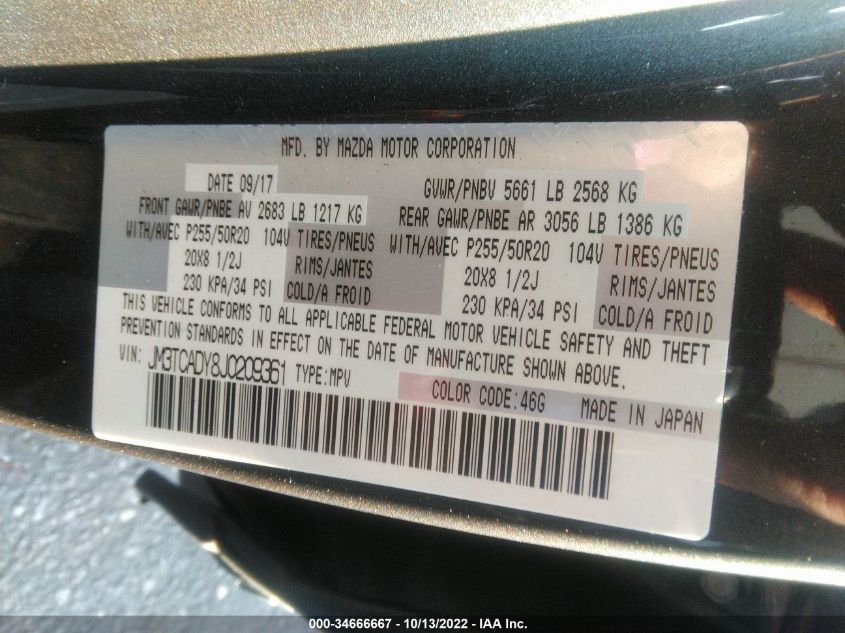 MFD. BY MAZDA MOTOR CORPORATION
DATE 09/17 GVWR/PNBV 5661 LB 2568 KG
FRONT GAWR/PNBE AV 2683 LB 1217 KG REAR GAWR/PNBE AR 3056 LB 1386 KG
WITH/AVEC P255/50R20 104V TIRES/PNEUS WITH/AVEC P255/50R20 104V TIRES/PNEUS
20X8 1/2J RIMS/JANTES 20X8 1/2J RIMS/JANTES
230 KPA/34 PSI COLD/A FROID 230 KPA/34 PSI COLD/A FROID
THIS VEHICLE CONFORMS TO ALL APPLICABLE FEDERAL MOTOR VEHICLE SAFETY AND THEFT
PREVENTION STANDARDS IN EFFECT ON THE DATE OF MANUFACTURE SHOWN ABOVE.
VIN: JM3TCADY8J0209361 TYPE:MPV
COLOR CODE:46G MADE IN JAPAN
000-34666667 - 10/13/2022 - IAA Inc.